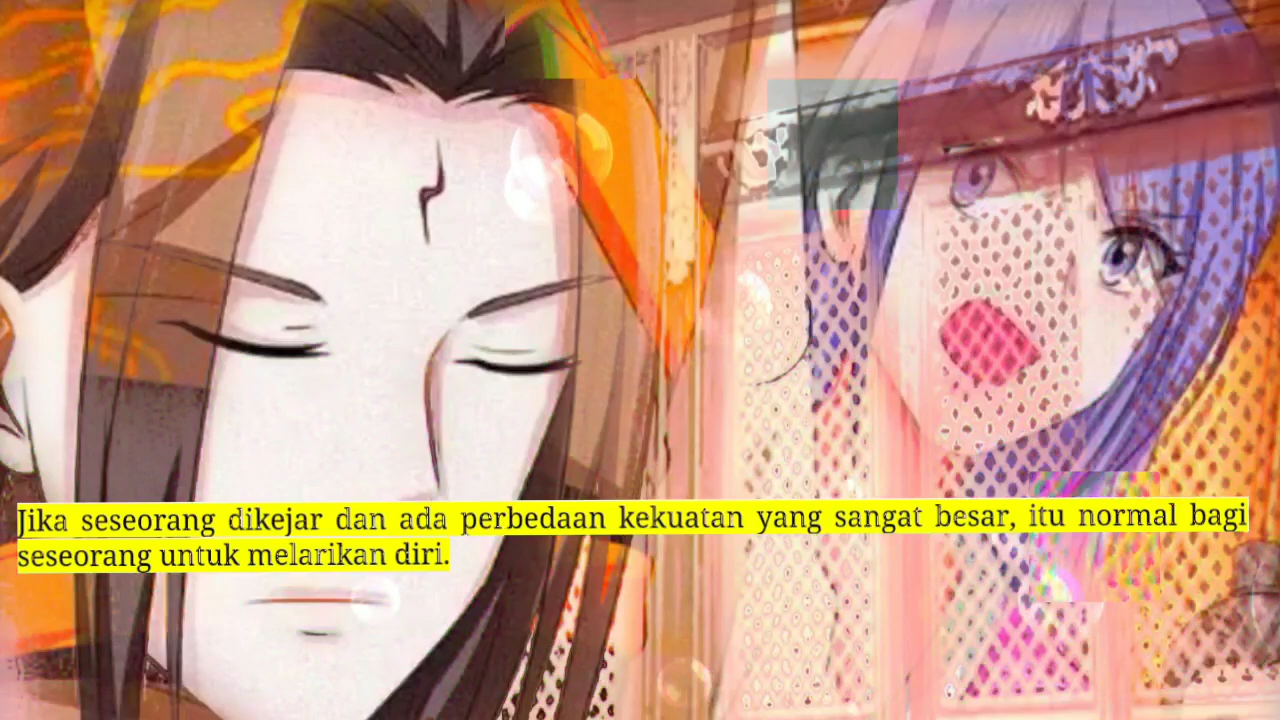 Jika seseorang dikejar dan ada perbedaan kekuatan yang sangat besar, itu normal bagi
seseorang untuk melarikan diri.